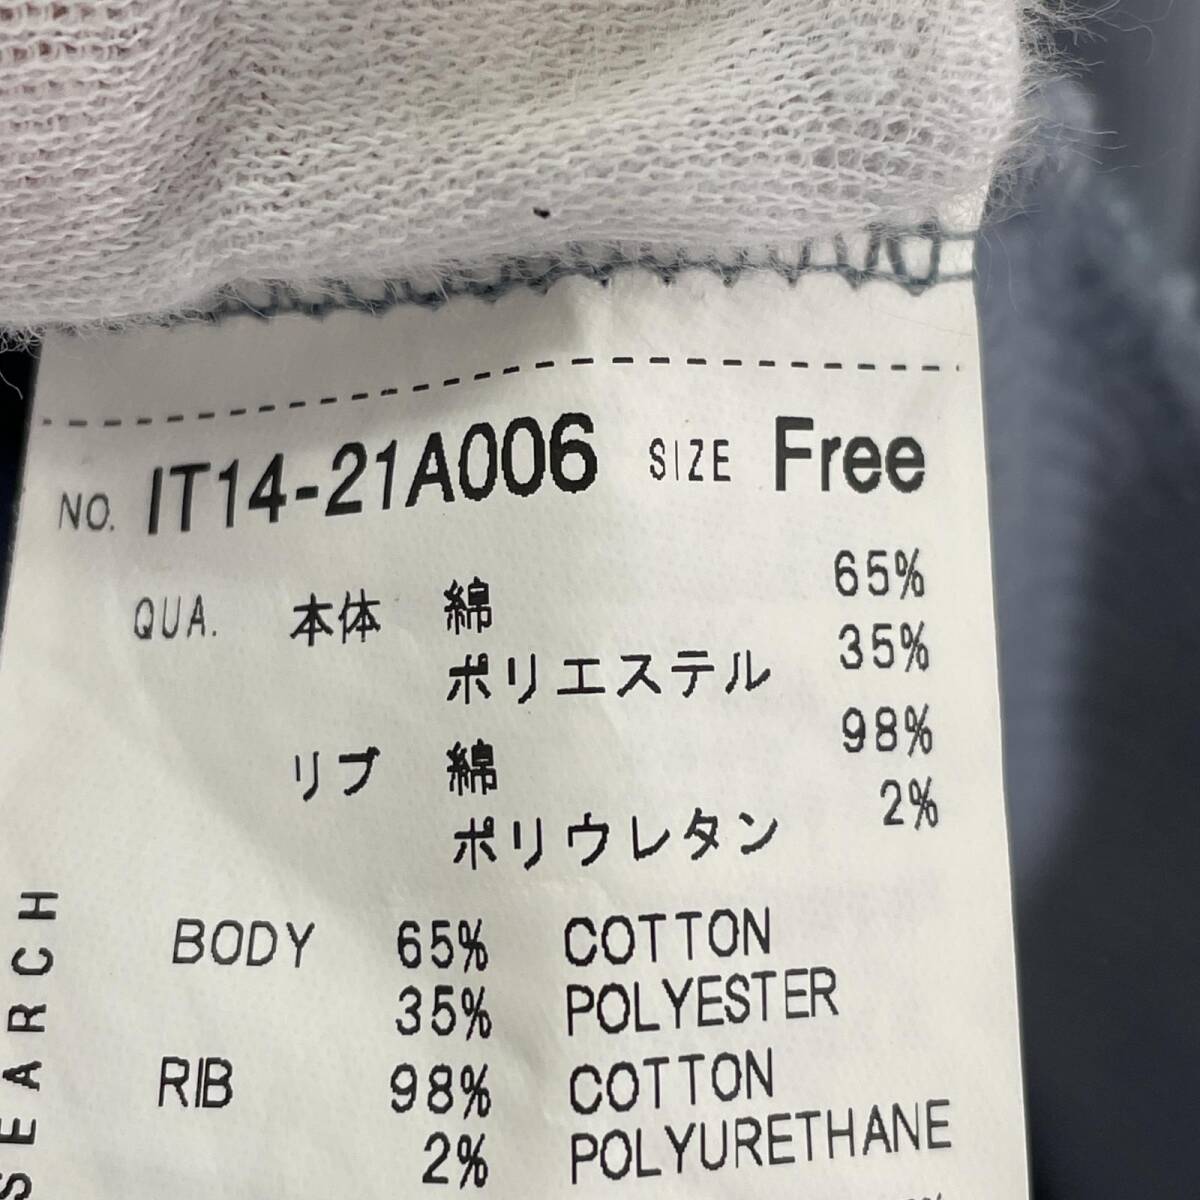 NO. IT14-21A006 SIZE Free
QUA. 本体 綿 65%
ポリエステル 35%
リブ 綿 98%
ポリウレタン 2%
BODY 65% COTTON
35% POLYESTER
RIB 98% COTTON
2% POLYURETHANE
SEARCH